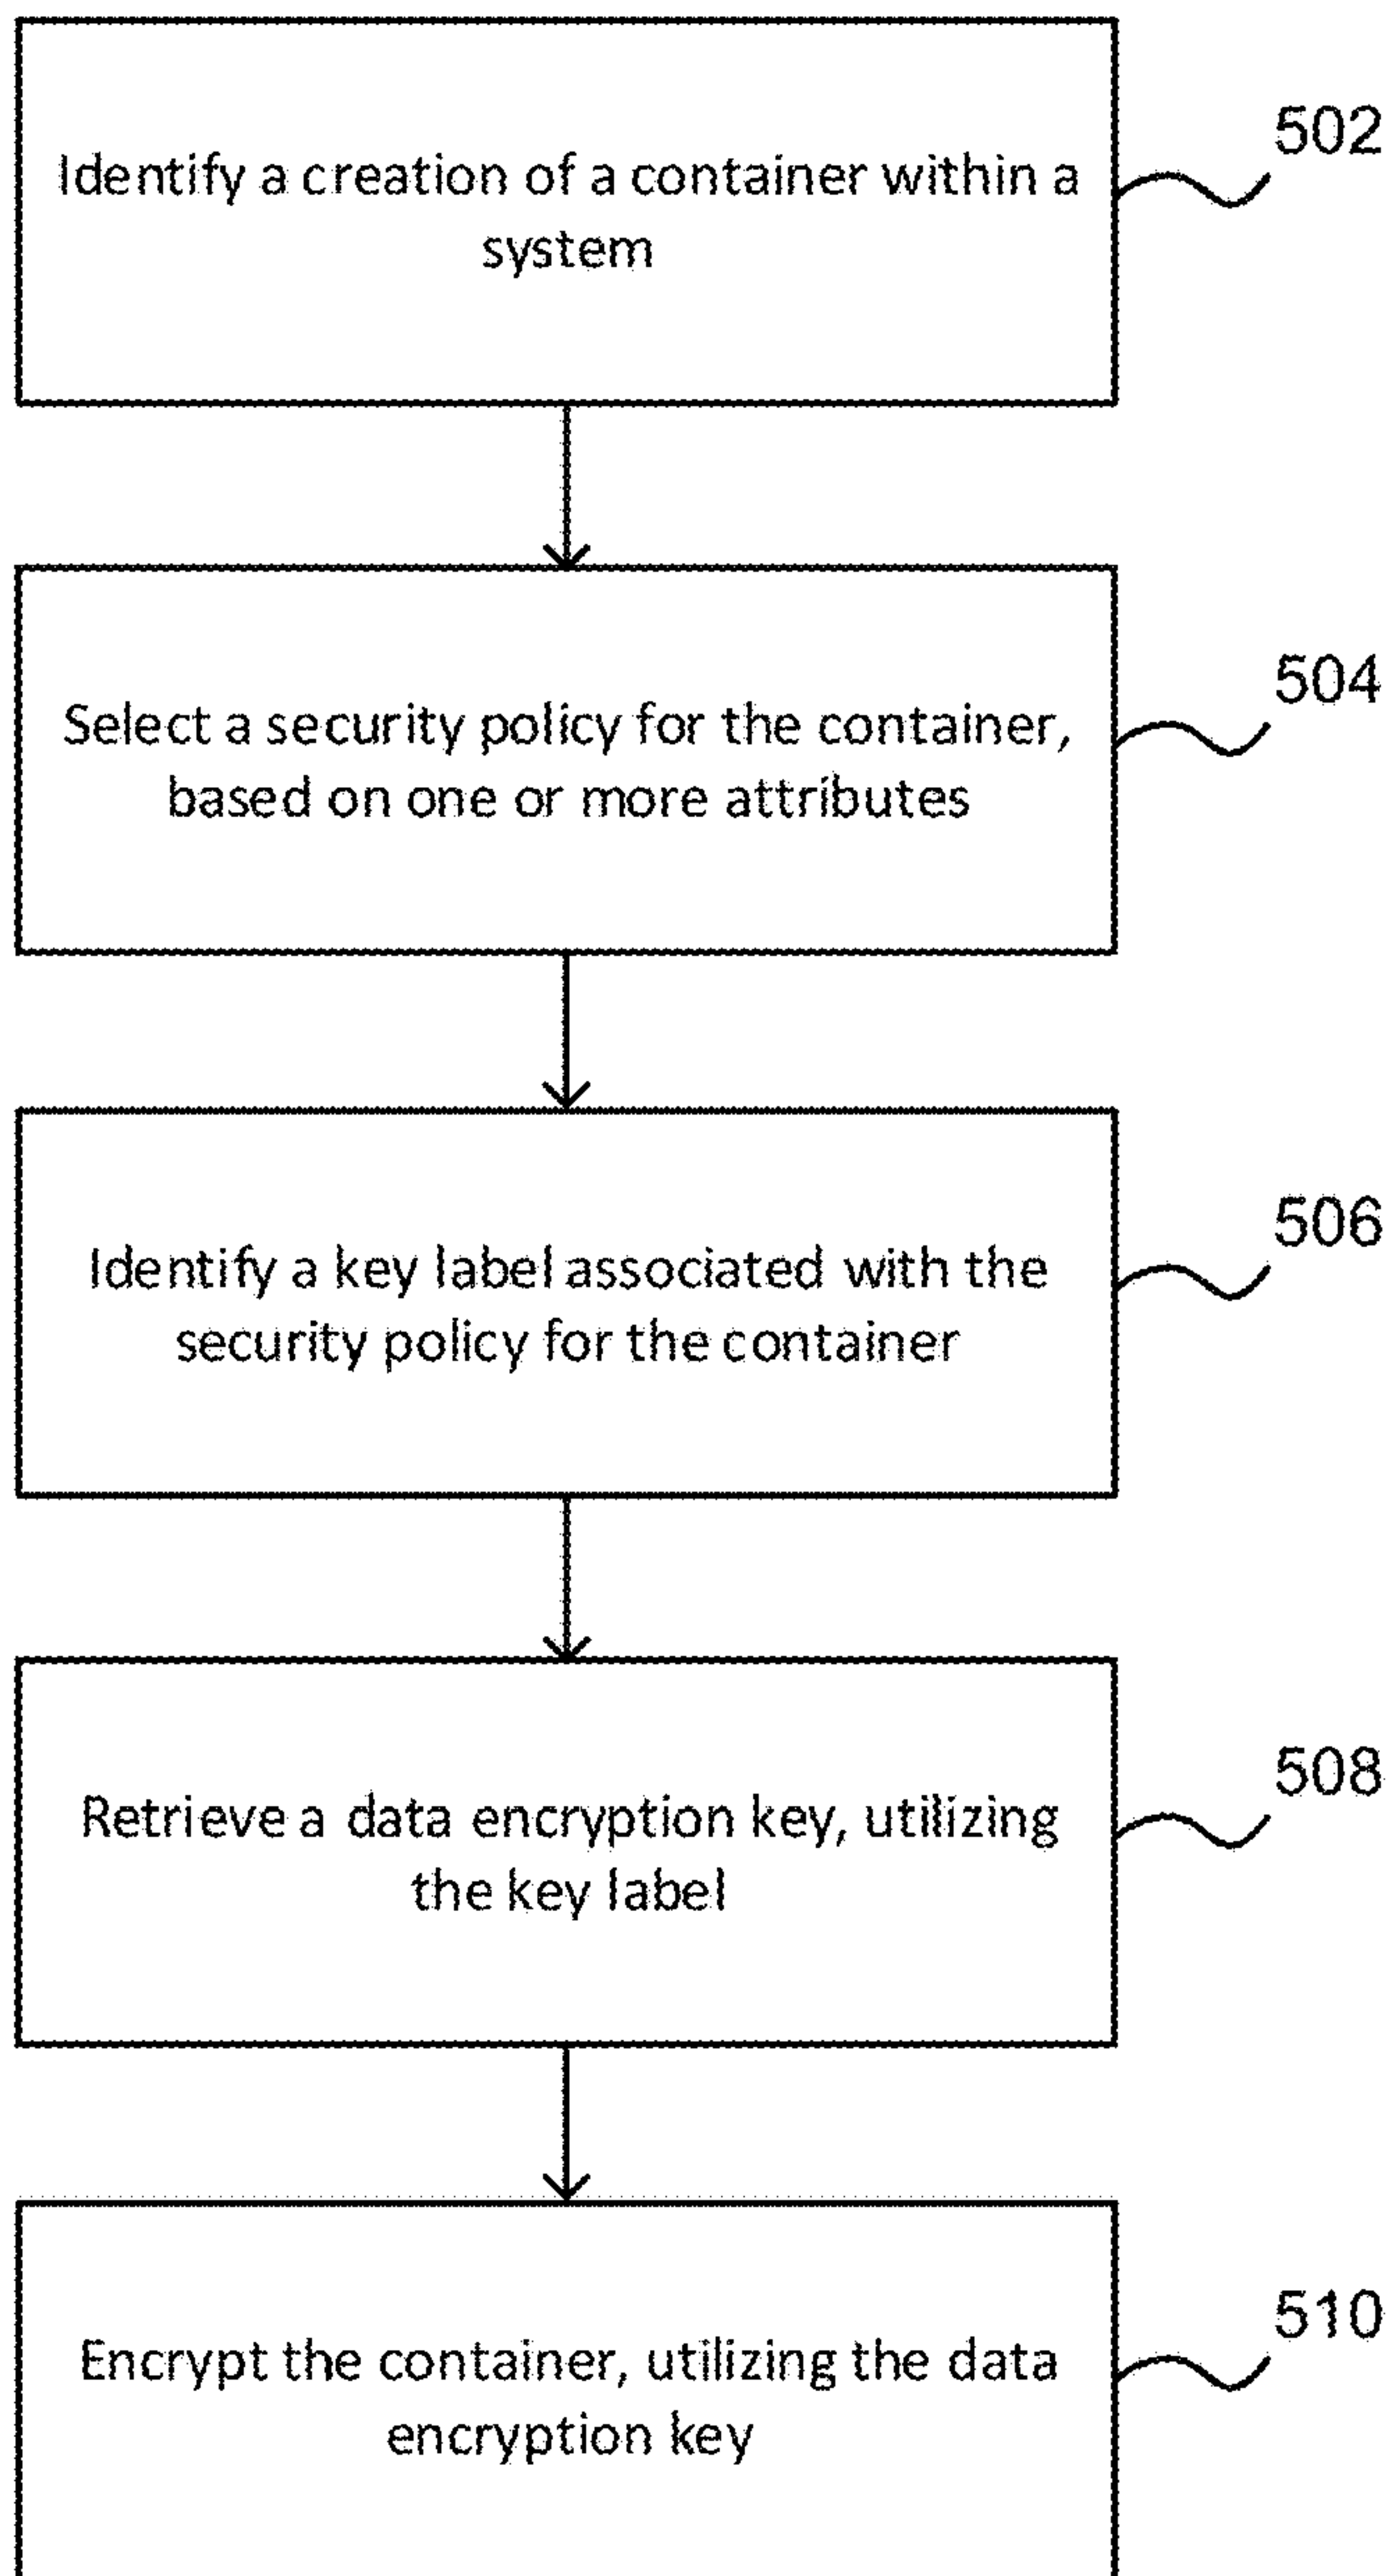 502
Identify a creation of a container within a
system
504
Select a security policy for the container,
based on one or more attributes
506
Identify a key label associated with the
security policy for the container
508
Retrieve a data encryption key, utilizing
the key label
510
Encrypt the container, utilizing the data
encryption key